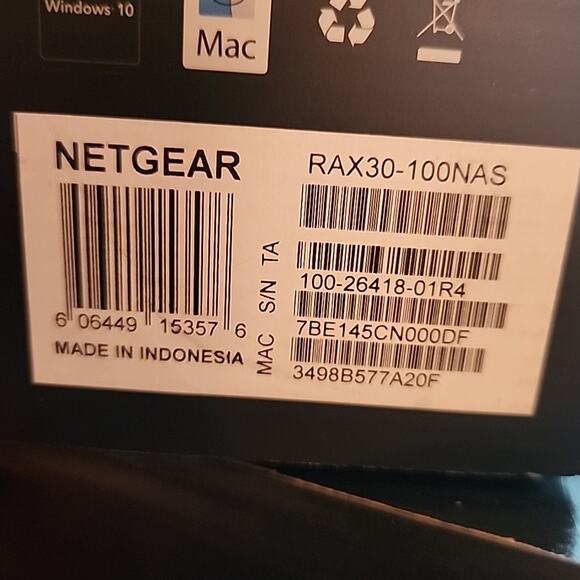 Windows 10
Mac
NETGEAR
RAX30-100NAS
TA
100-26418-01R4
S/N
7BE145CN000DF
MAC
3498B577A20F
6 06449 15357 6
MADE IN INDONESIA